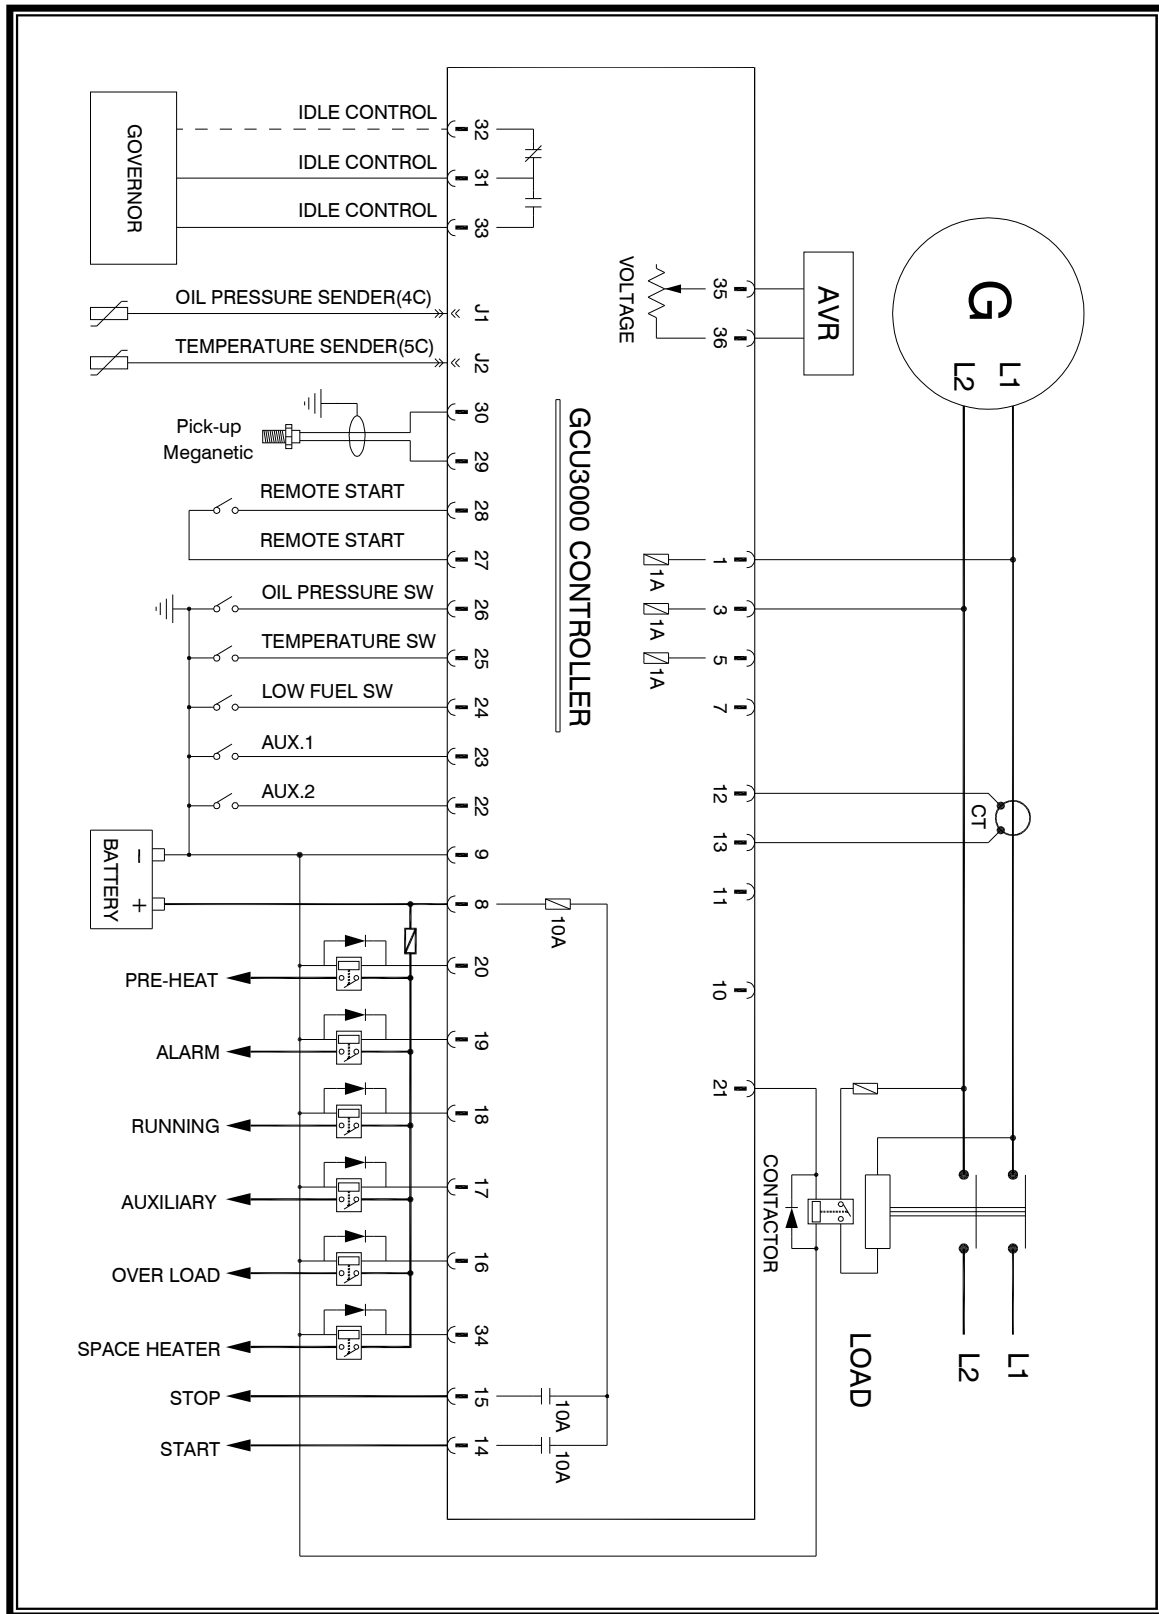 IDLE CONTROL
32
GOVERNOR
IDLE CONTROL
31
IDLE CONTROL
33
VOLTAGE
35
36
AVR
G
L2
L1
OIL PRESSURE SENDER(4C)
J1
TEMPERATURE SENDER(5C)
J2
30
Pick-up
Meganetic
29
GCU3000 CONTROLLER
REMOTE START
28
REMOTE START
27
1A
1
OIL PRESSURE SW
26
1A
3
TEMPERATURE SW
25
1A
5
LOW FUEL SW
24
7
AUX.1
23
AUX.2
22
12
CT
13
BATTERY
−
+
9
8
10A
11
PRE-HEAT
20
10
ALARM
19
21
RUNNING
18
AUXILIARY
17
CONTACTOR
OVER LOAD
16
SPACE HEATER
34
LOAD
L2
L1
STOP
15
10A
START
14
10A